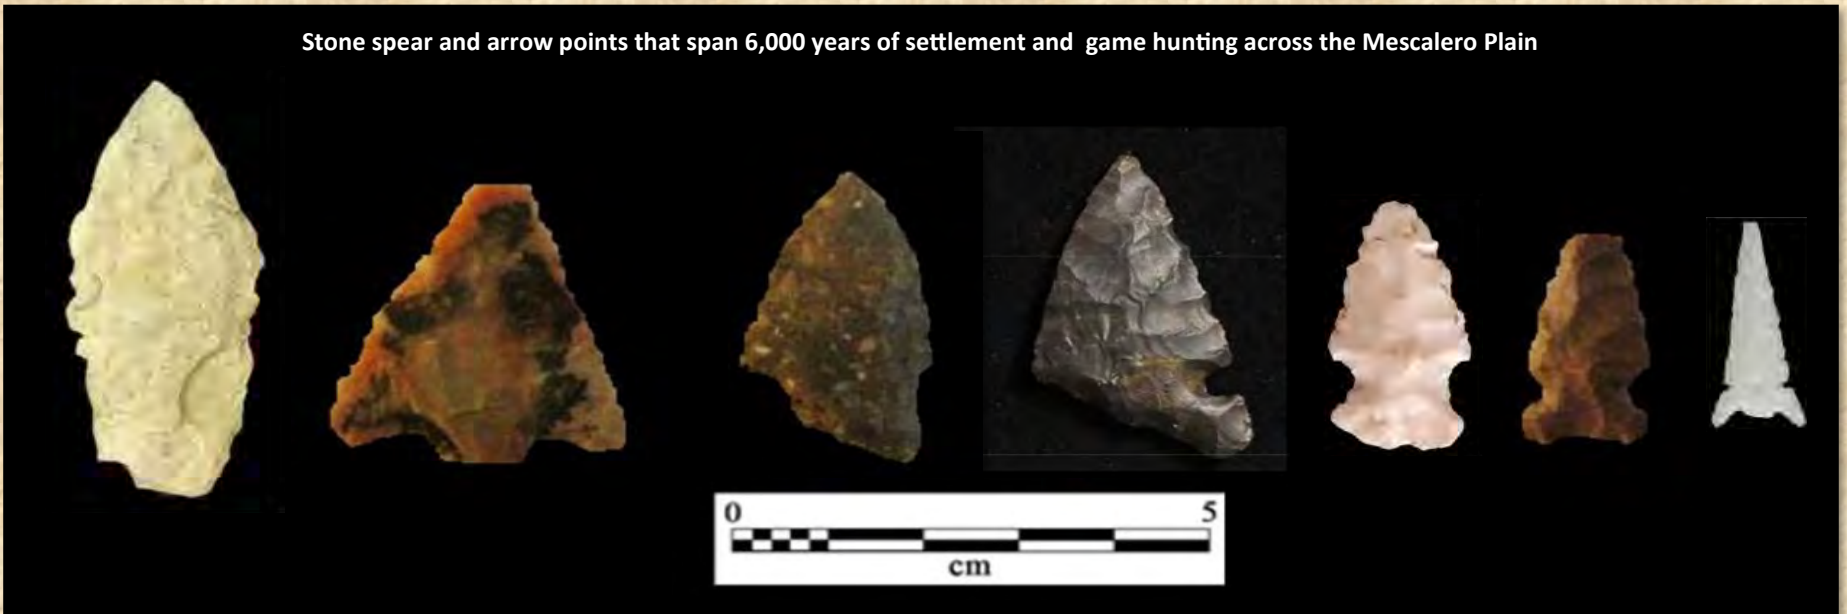 Stone spear and arrow points that span 6,000 years of settlement and game hunting across the Mescalero Plain
0 5
cm